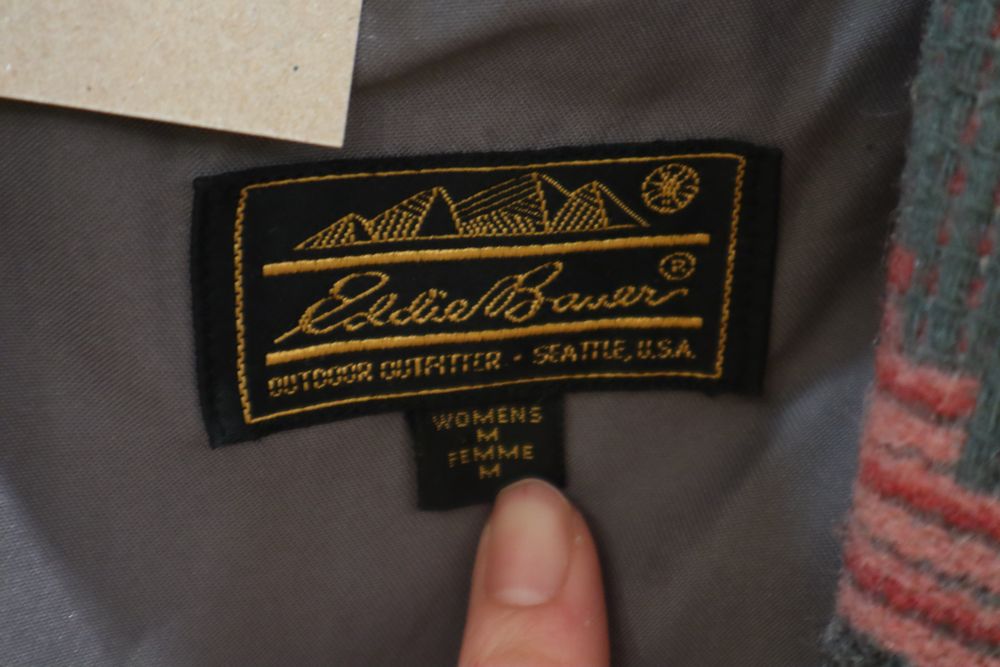 Eddie Bauer ®
OUTDOOR OUTFITTER · SEATTLE, U.S.A.
WOMENS
M
FEMME
M